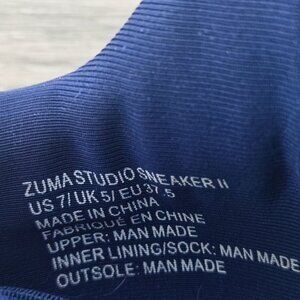 ZUMA STUDIO SNEAKER II
US 7/ UK 5/ EU 37.5
MADE IN CHINA
FABRIQUÉ EN CHINE
UPPER: MAN MADE
INNER LINING/SOCK: MAN MADE
OUTSOLE: MAN MADE